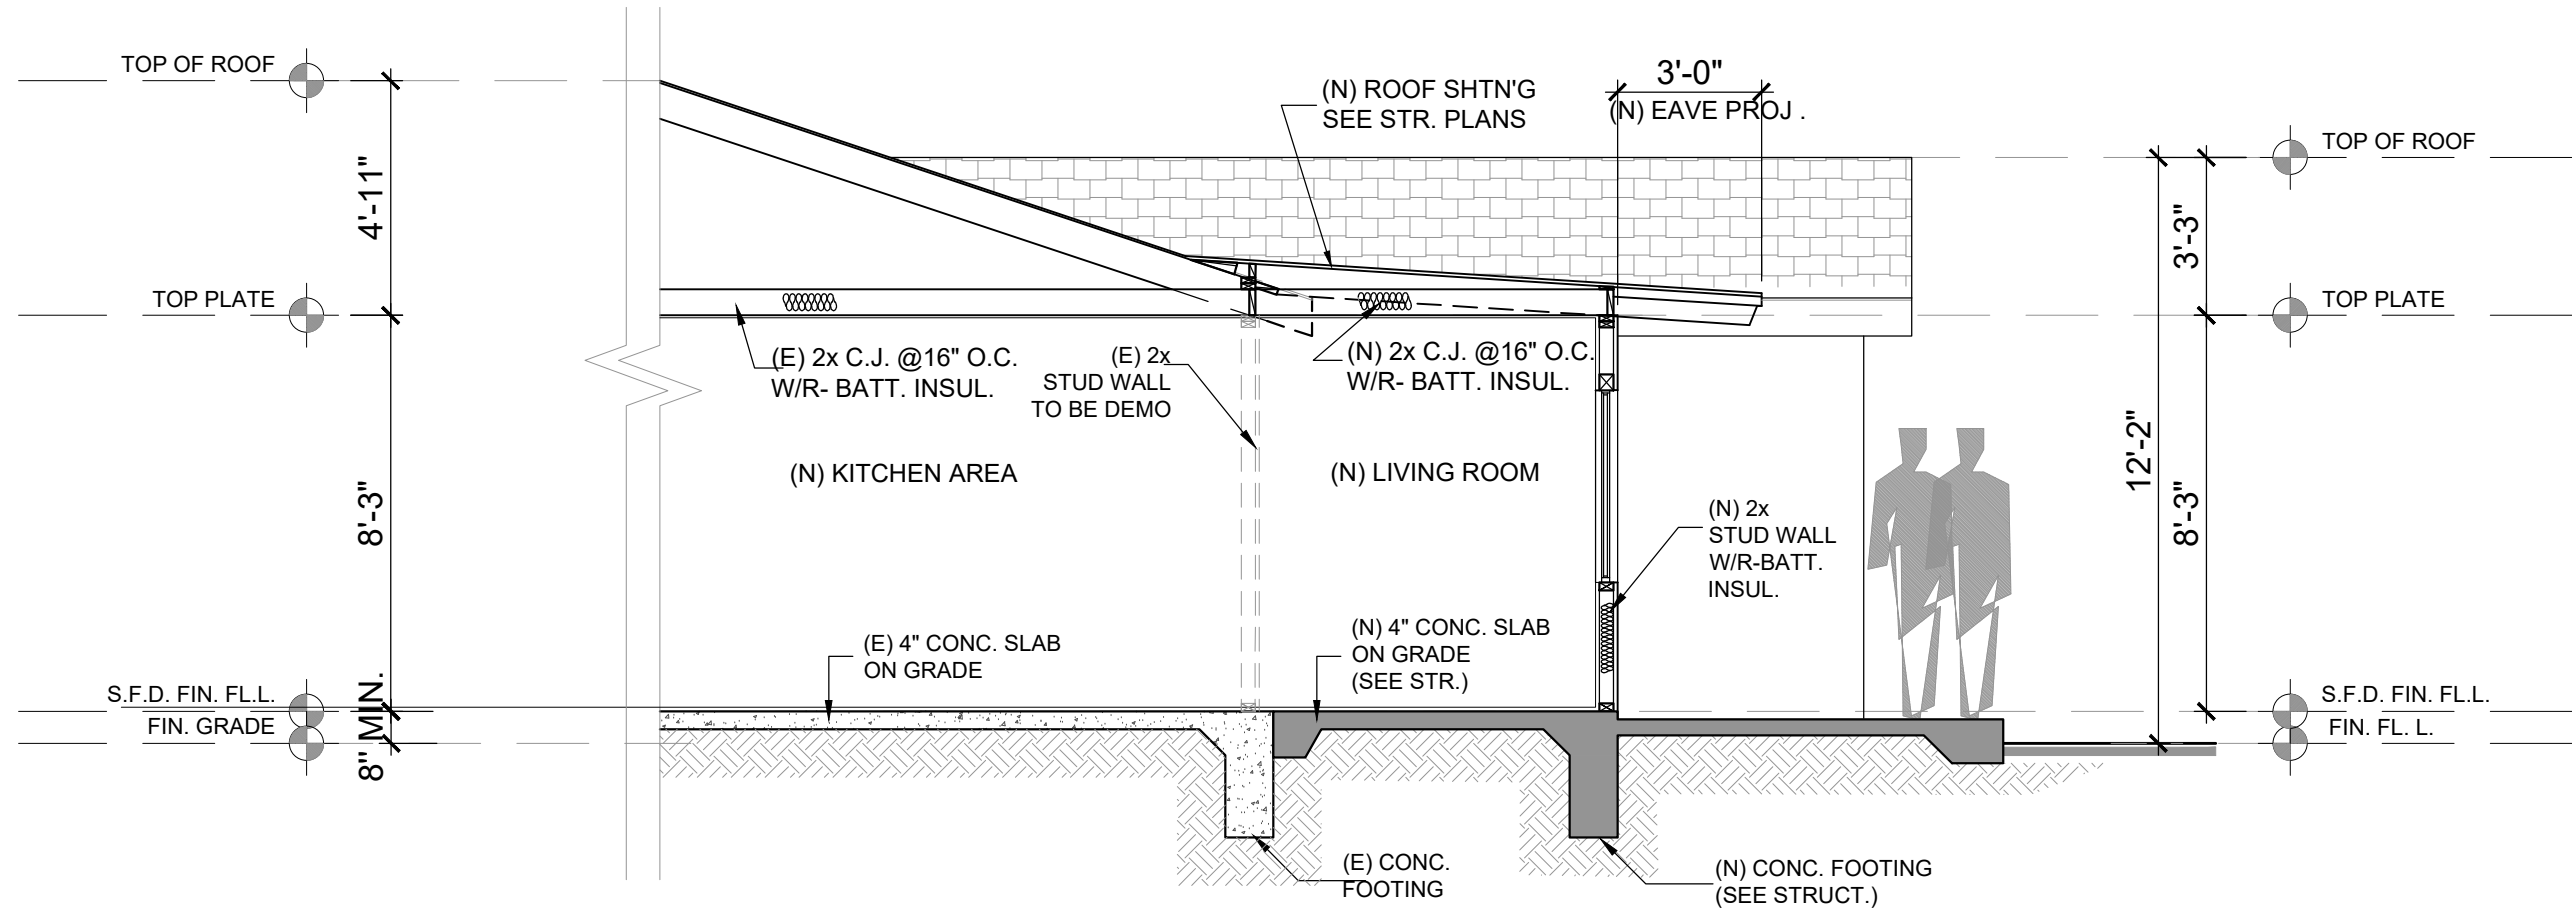 TOP OF ROOF
4'-11"
TOP PLATE
8'-3"
S.F.D. FIN. FL.L.
FIN. GRADE
8" MIN.
(N) ROOF SHTN'G
SEE STR. PLANS
3'-0"
(N) EAVE PROJ .
(E) 2x C.J. @16" O.C.
W/R- BATT. INSUL.
(E) 2x
STUD WALL
TO BE DEMO
(N) 2x C.J. @16" O.C.
W/R- BATT. INSUL.
(N) KITCHEN AREA
(N) LIVING ROOM
(N) 2x
STUD WALL
W/R-BATT.
INSUL.
(E) 4" CONC. SLAB
ON GRADE
(N) 4" CONC. SLAB
ON GRADE
(SEE STR.)
(E) CONC.
FOOTING
(N) CONC. FOOTING
(SEE STRUCT.)
TOP OF ROOF
3'-3"
TOP PLATE
12'-2"
8'-3"
S.F.D. FIN. FL.L.
FIN. FL. L.